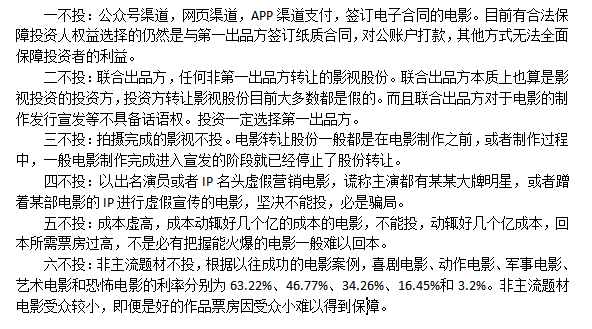 一不投：公众号渠道，网页渠道，APP 渠道支付，签订电子合同的电影。目前有合法保
障投资人权益选择的仍然是与第一出品方签订纸质合同，对公账户打款，其他方式无法全面
保障投资者的利益。
二不投：联合出品方，任何非第一出品方转让的影视股份。联合出品方本质上也算是影
视投资的投资方，投资方转让影视股份目前大多数都是假的。而且联合出品方对于电影的制
作发行宣发等不具备话语权。投资一定选择第一出品方。
三不投：拍摄完成的影视不投。电影转让股份一般都是在电影制作之前，或者制作过程
中，一般电影制作完成进入宣发的阶段就已经停止了股份转让。
四不投：以出名演员或者 IP 名头虚假营销电影，谎称主演都有某某大牌明星，或者蹭
着某部电影的 IP 进行虚假宣传的电影，坚决不能投，必是骗局。
五不投：成本虚高，成本动辄好几个亿的成本的电影，不能投，动辄好几个亿成本，回
本所需票房过高，不是必有把握能火爆的电影一般难以回本。
六不投：非主流题材不投，根据以往成功的电影案例，喜剧电影、动作电影、军事电影、
艺术电影和恐怖电影的利率分别为 63.22%、46.77%、34.26%、16.45%和 3.2%。非主流题材
电影受众较小，即便是好的作品票房因受众小难以得到保障。